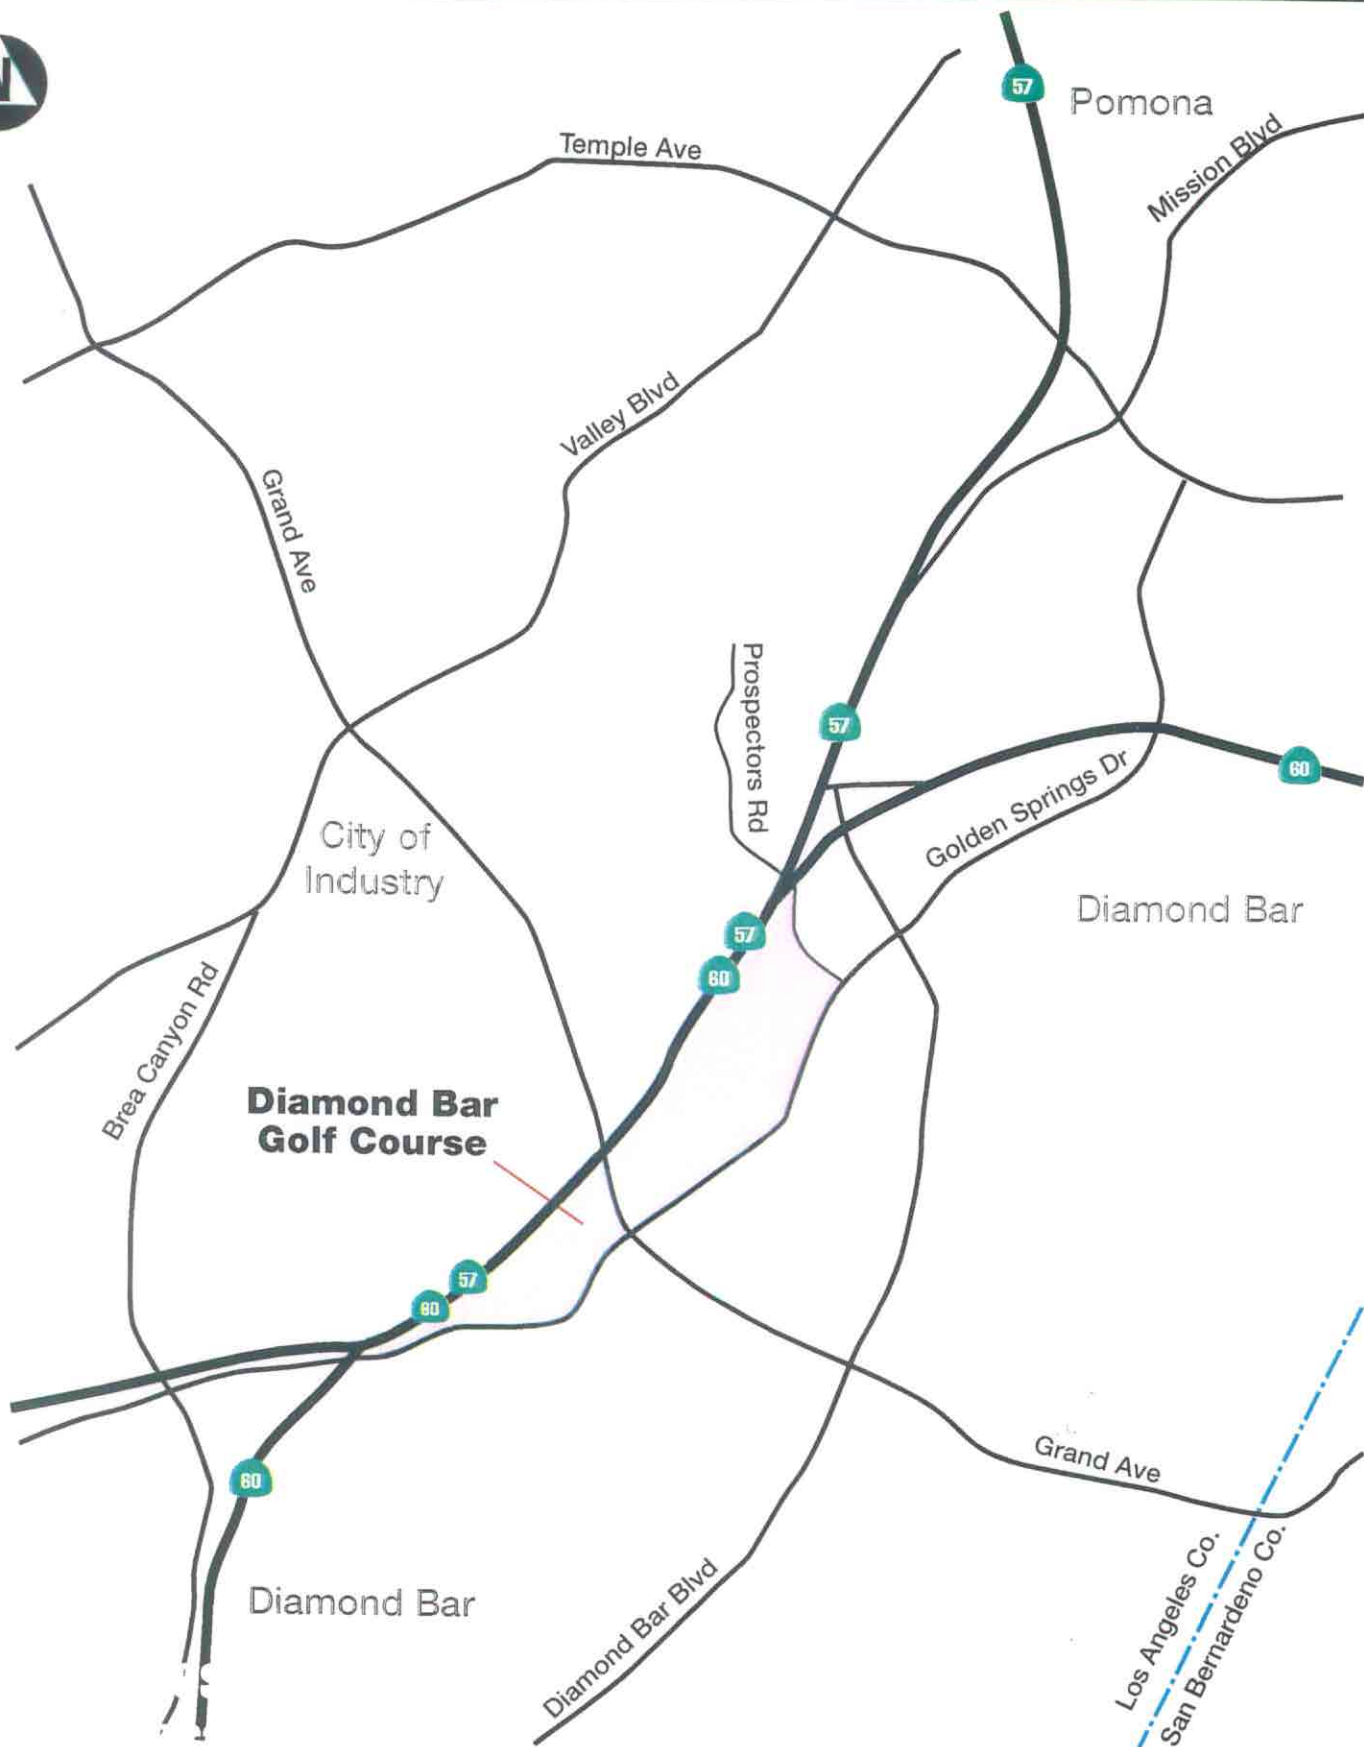 N
57
Pomona
Mission Blvd
Temple Ave
Valley Blvd
Grand Ave
Prospectors Rd
57
60
Golden Springs Dr
City of
Industry
Diamond Bar
57
60
Brea Canyon Rd
Diamond Bar
Golf Course
57
60
Grand Ave
60
Diamond Bar
Diamond Bar Blvd
Los Angeles Co.
San Bernardeno Co.